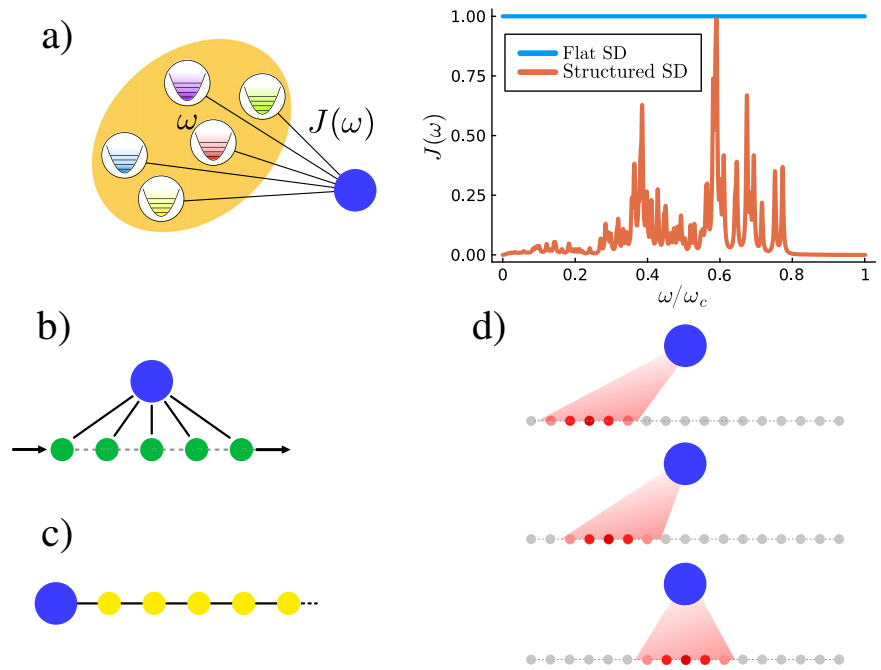 a)
ω
J(ω)
1.00
0.75
0.50
0.25
0.00
J(ω)
Flat SD
Structured SD
0
0.2
0.4
0.6
0.8
1
ω/ω_c
b)
c)
d)